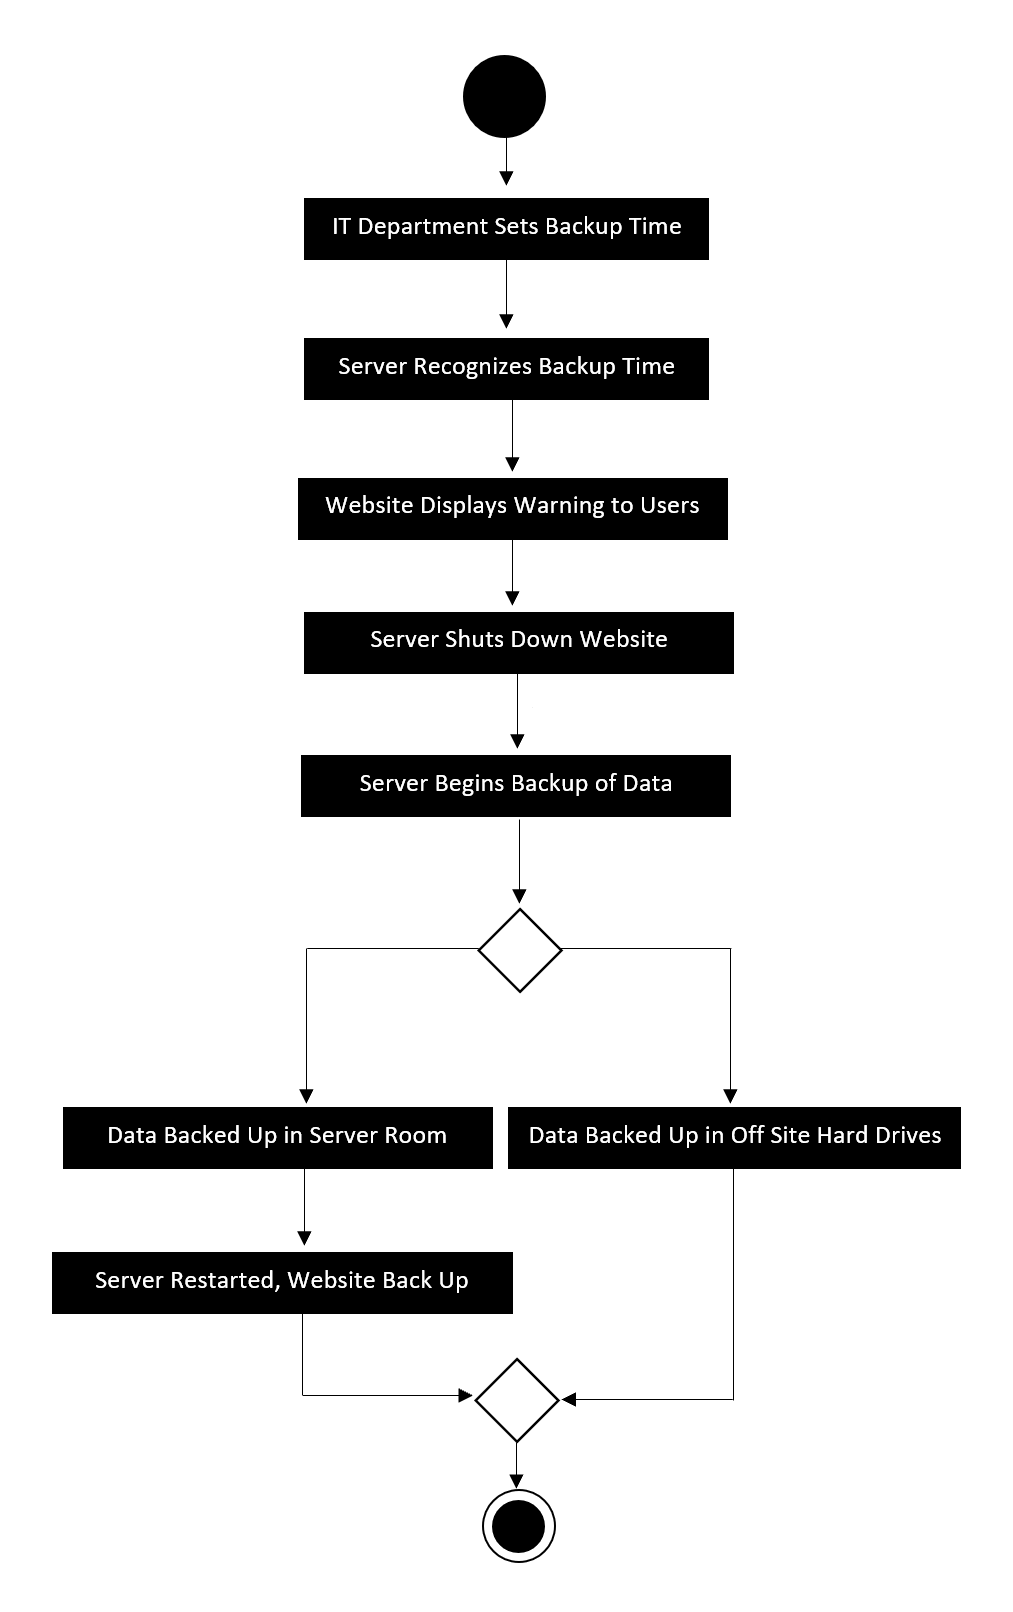 IT Department Sets Backup Time
Server Recognizes Backup Time
Website Displays Warning to Users
Server Shuts Down Website
Server Begins Backup of Data
Data Backed Up in Server Room
Data Backed Up in Off Site Hard Drives
Server Restarted, Website Back Up